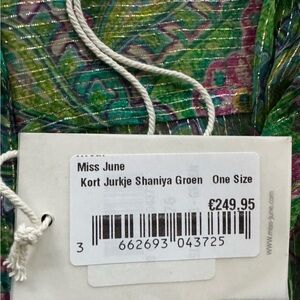 Miss June
Kort Jurkje Shaniya Groen One Size
€249,95
3 662693 043725
www.miss-june.com